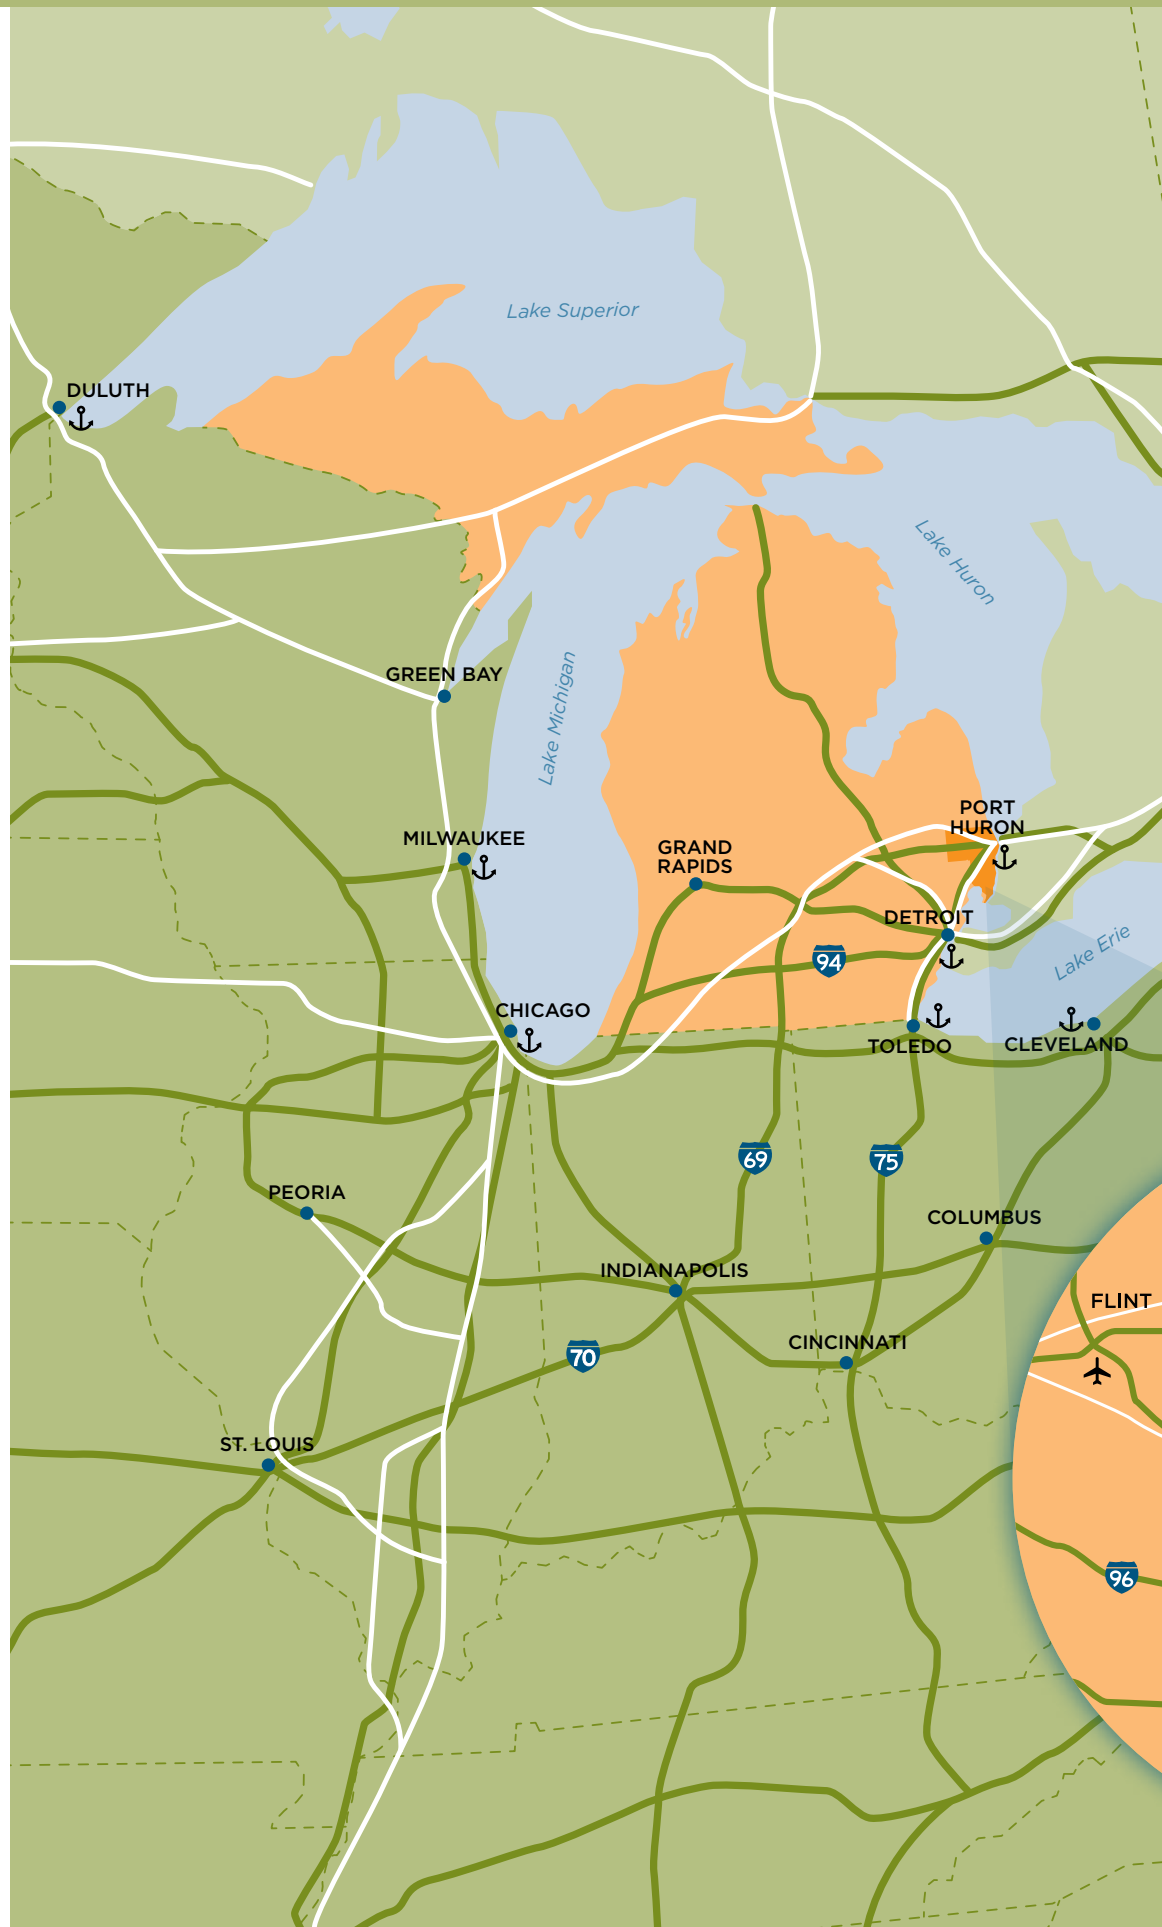 Lake Superior
DULUTH
Lake Huron
GREEN BAY
Lake Michigan
PORT
HURON
MILWAUKEE
GRAND
RAPIDS
DETROIT
Lake Erie
94
CHICAGO
TOLEDO
CLEVELAND
69
75
PEORIA
COLUMBUS
INDIANAPOLIS
FLINT
CINCINNATI
70
ST. LOUIS
96